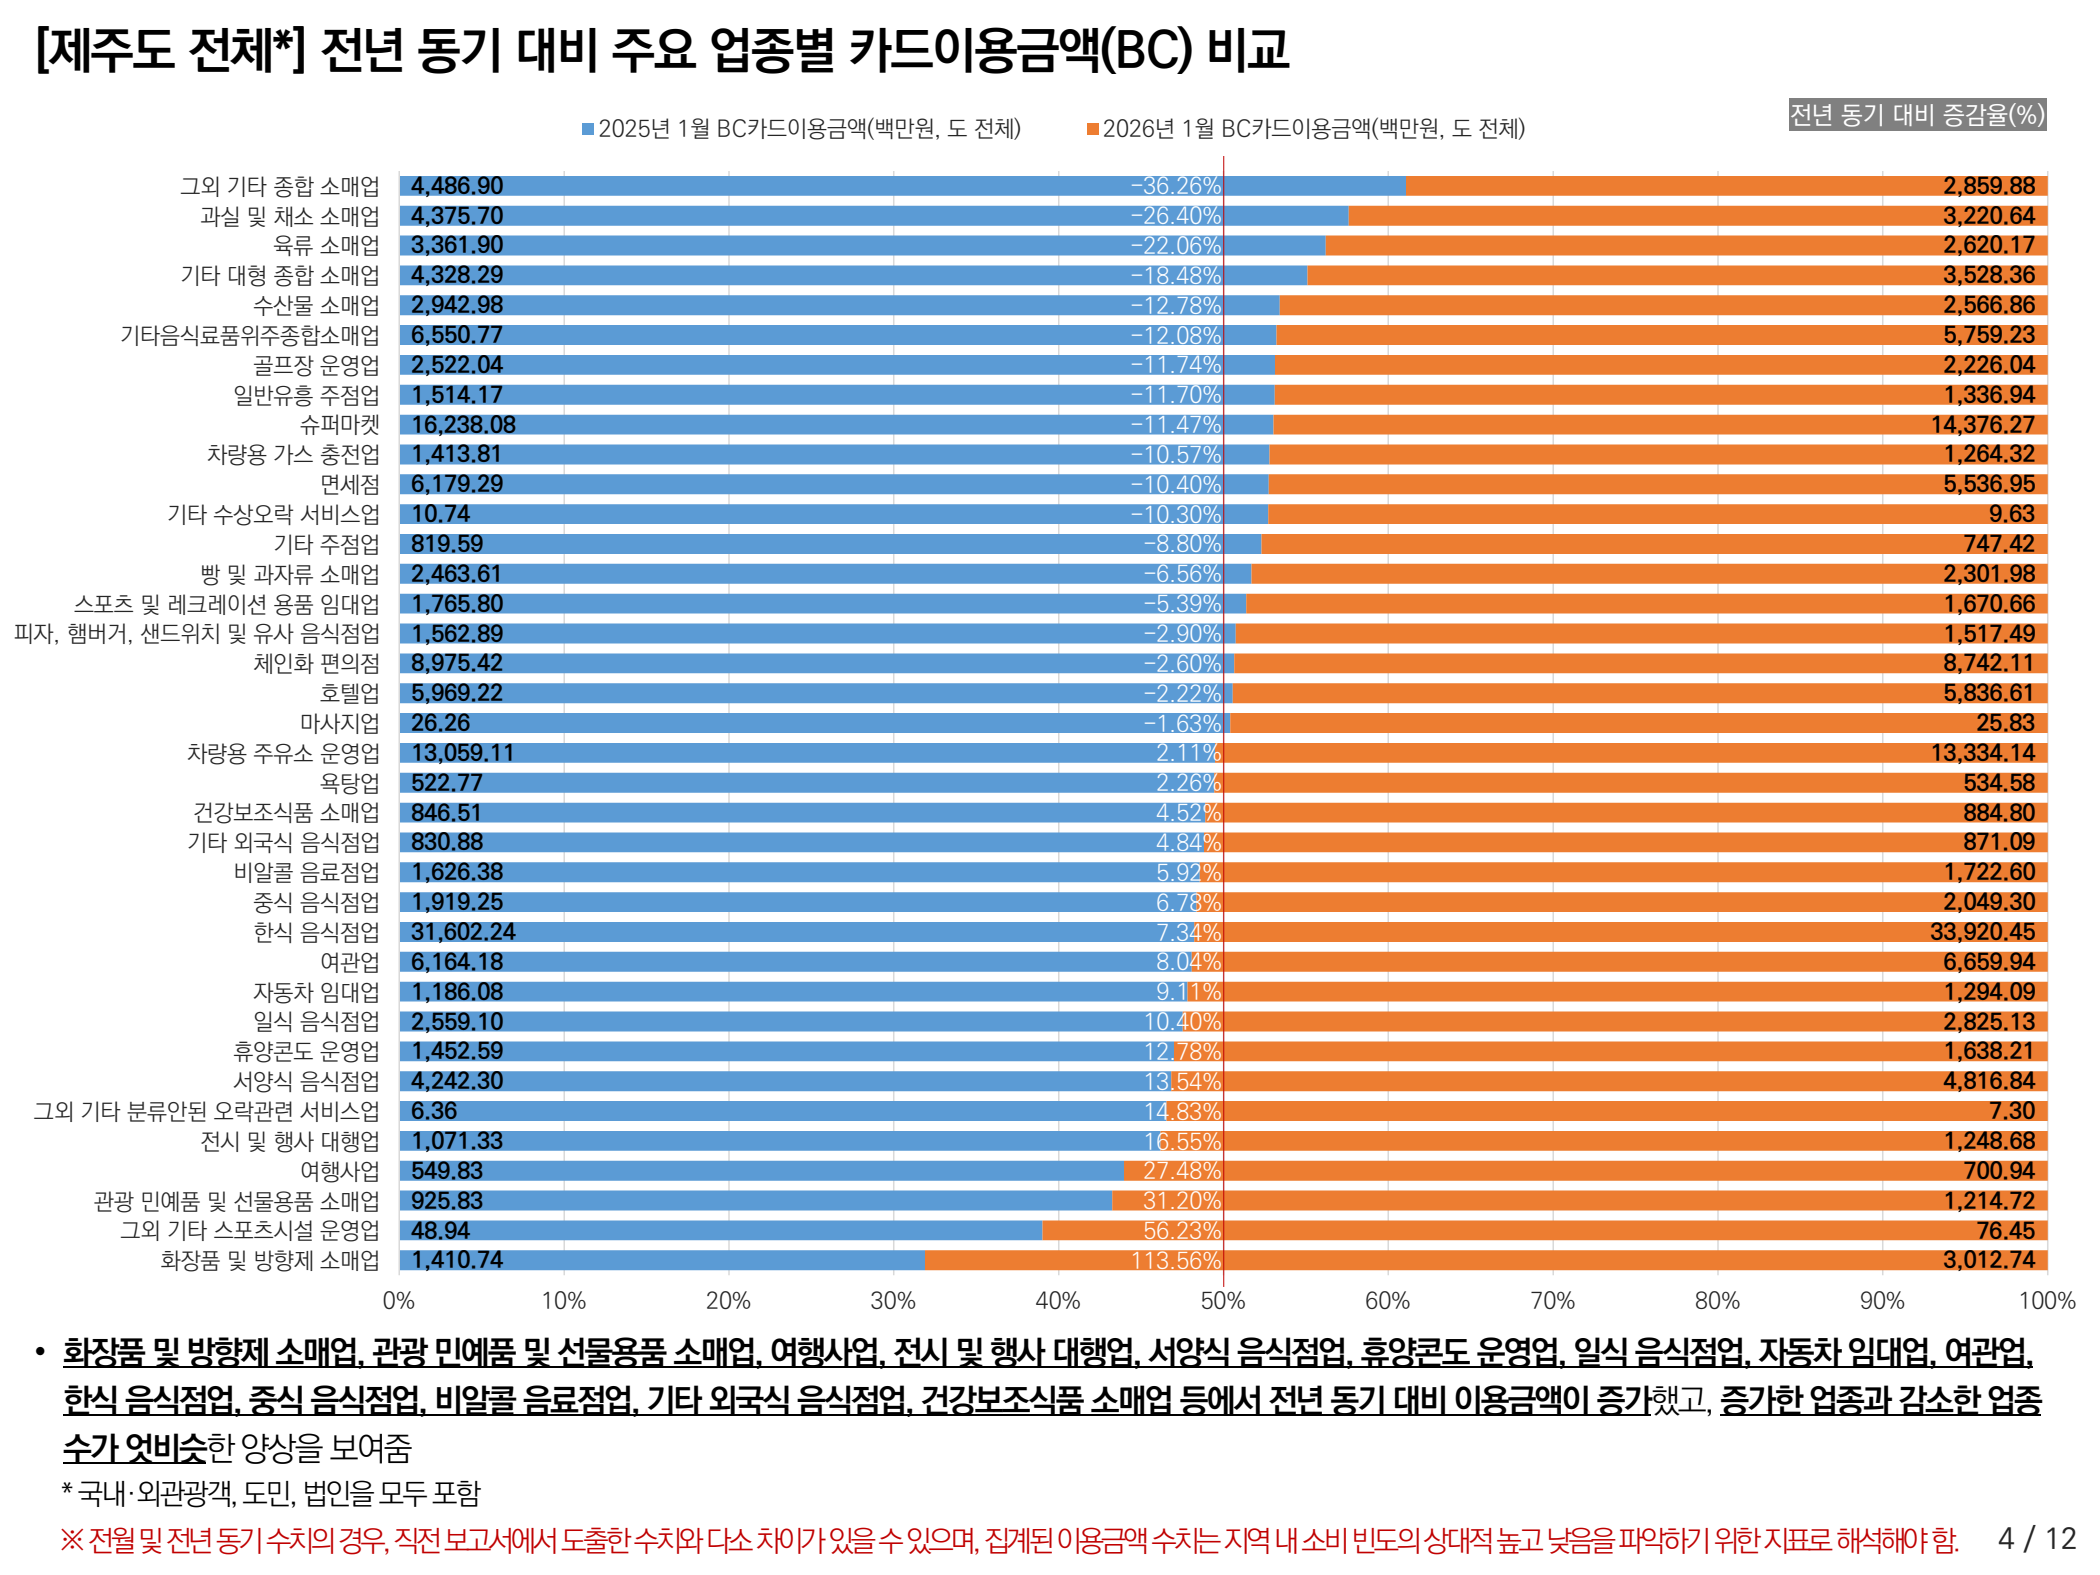 [제주도 전체*] 전년 동기 대비 주요 업종별 카드이용금액(BC) 비교
2025년 1월 BC카드이용금액(백만원, 도 전체) 2026년 1월 BC카드이용금액(백만원, 도 전체) 전년 동기 대비 증감율(%)
그외 기타 종합 소매업 4,486.90 -36.26% 2,859.88
과실 및 채소 소매업 4,375.70 -26.40% 3,220.64
육류 소매업 3,361.90 -22.06% 2,620.17
기타 대형 종합 소매업 4,328.29 -18.48% 3,528.36
수산물 소매업 2,942.98 -12.78% 2,566.86
기타음식료품위주종합소매업 6,550.77 -12.08% 5,759.23
골프장 운영업 2,522.04 -11.74% 2,226.04
일반유흥 주점업 1,514.17 -11.70% 1,336.94
슈퍼마켓 16,238.08 -11.47% 14,376.27
차량용 가스 충전업 1,413.81 -10.57% 1,264.32
면세점 6,179.29 -10.40% 5,536.95
기타 수상오락 서비스업 10.74 -10.30% 9.63
기타 주점업 819.59 -8.80% 747.42
빵 및 과자류 소매업 2,463.61 -6.56% 2,301.98
스포츠 및 레크레이션 용품 임대업 1,765.80 -5.39% 1,670.66
피자, 햄버거, 샌드위치 및 유사 음식점업 1,562.89 -2.90% 1,517.49
체인화 편의점 8,975.42 -2.60% 8,742.11
호텔업 5,969.22 -2.22% 5,836.61
마사지업 26.26 -1.63% 25.83
차량용 주유소 운영업 13,059.11 2.11% 13,334.14
욕탕업 522.77 2.26% 534.58
건강보조식품 소매업 846.51 4.52% 884.80
기타 외국식 음식점업 830.88 4.84% 871.09
비알콜 음료점업 1,626.38 5.92% 1,722.60
중식 음식점업 1,919.25 6.78% 2,049.30
한식 음식점업 31,602.24 7.34% 33,920.45
여관업 6,164.18 8.04% 6,659.94
자동차 임대업 1,186.08 9.11% 1,294.09
일식 음식점업 2,559.10 10.40% 2,825.13
휴양콘도 운영업 1,452.59 12.78% 1,638.21
서양식 음식점업 4,242.30 13.54% 4,816.84
그외 기타 분류안된 오락관련 서비스업 6.36 14.83% 7.30
전시 및 행사 대행업 1,071.33 16.55% 1,248.68
여행사업 549.83 27.48% 700.94
관광 민예품 및 선물용품 소매업 925.83 31.20% 1,214.72
그외 기타 스포츠시설 운영업 48.94 56.23% 76.45
화장품 및 방향제 소매업 1,410.74 113.56% 3,012.74
0% 10% 20% 30% 40% 50% 60% 70% 80% 90% 100%
• 화장품 및 방향제 소매업, 관광 민예품 및 선물용품 소매업, 여행사업, 전시 및 행사 대행업, 서양식 음식점업, 휴양콘도 운영업, 일식 음식점업, 자동차 임대업, 여관업,
한식 음식점업, 중식 음식점업, 비알콜 음료점업, 기타 외국식 음식점업, 건강보조식품 소매업 등에서 전년 동기 대비 이용금액이 증가했고, 증가한 업종과 감소한 업종
수가 엇비슷한 양상을 보여줌
* 국내·외관광객, 도민, 법인을 모두 포함
※ 전월 및 전년 동기 수치의 경우, 직전 보고서에서 도출한 수치와 다소 차이가 있을 수 있으며, 집계된 이용금액 수치는 지역 내 소비 빈도의 상대적 높고 낮음을 파악하기 위한 지표로 해석해야 함.
4 / 12